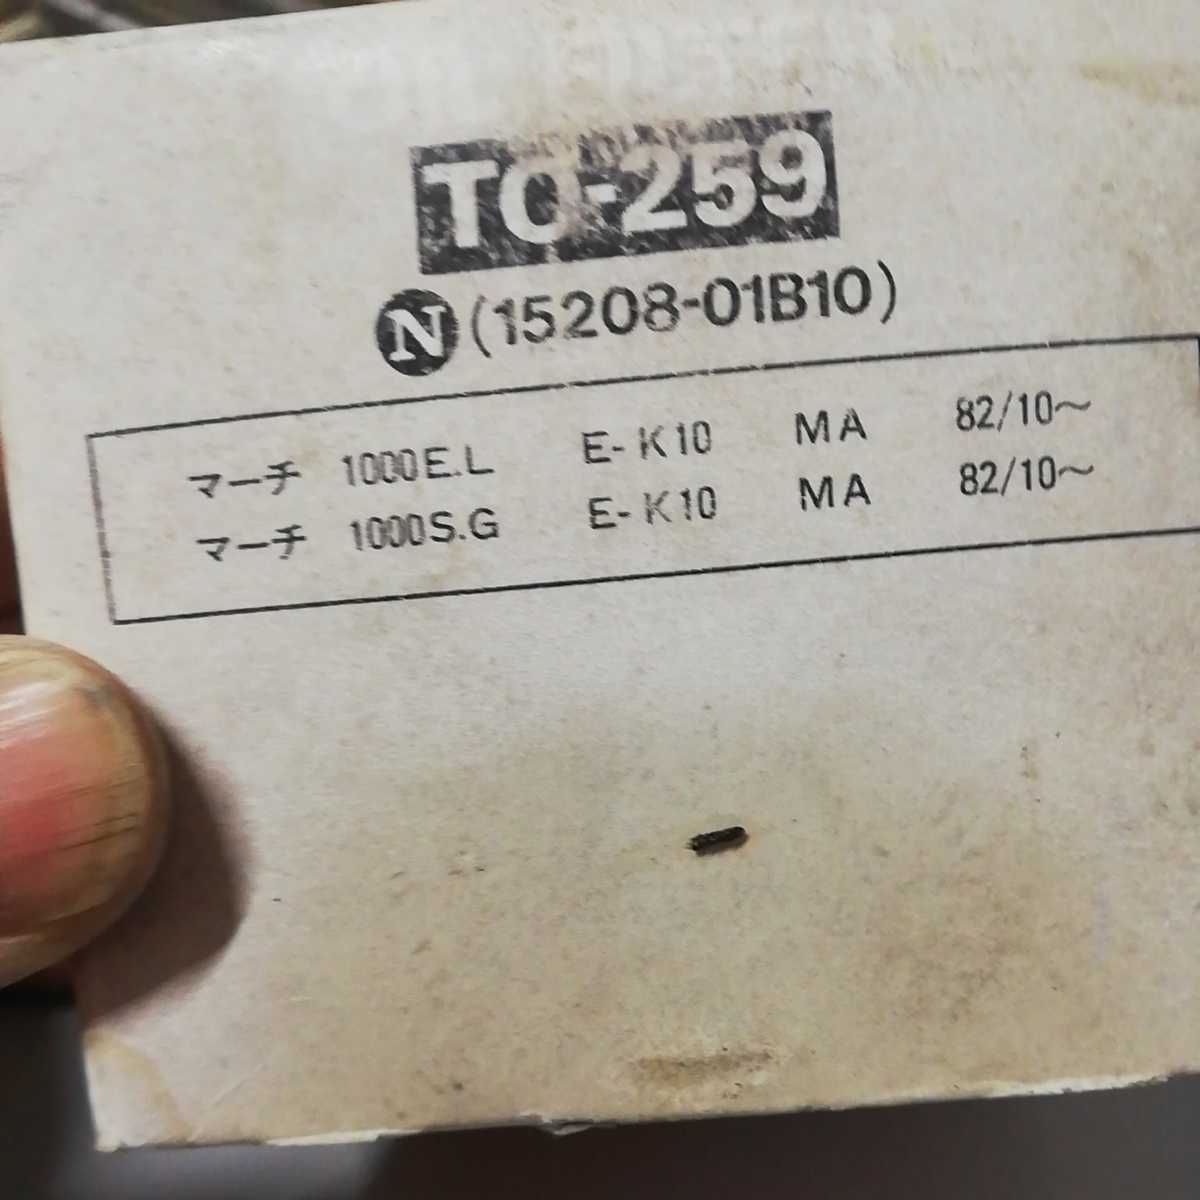 TO-259
N (15208-01B10)
マーチ 1000E.L E-K10 MA 82/10~
マーチ 1000S.G E-K10 MA 82/10~